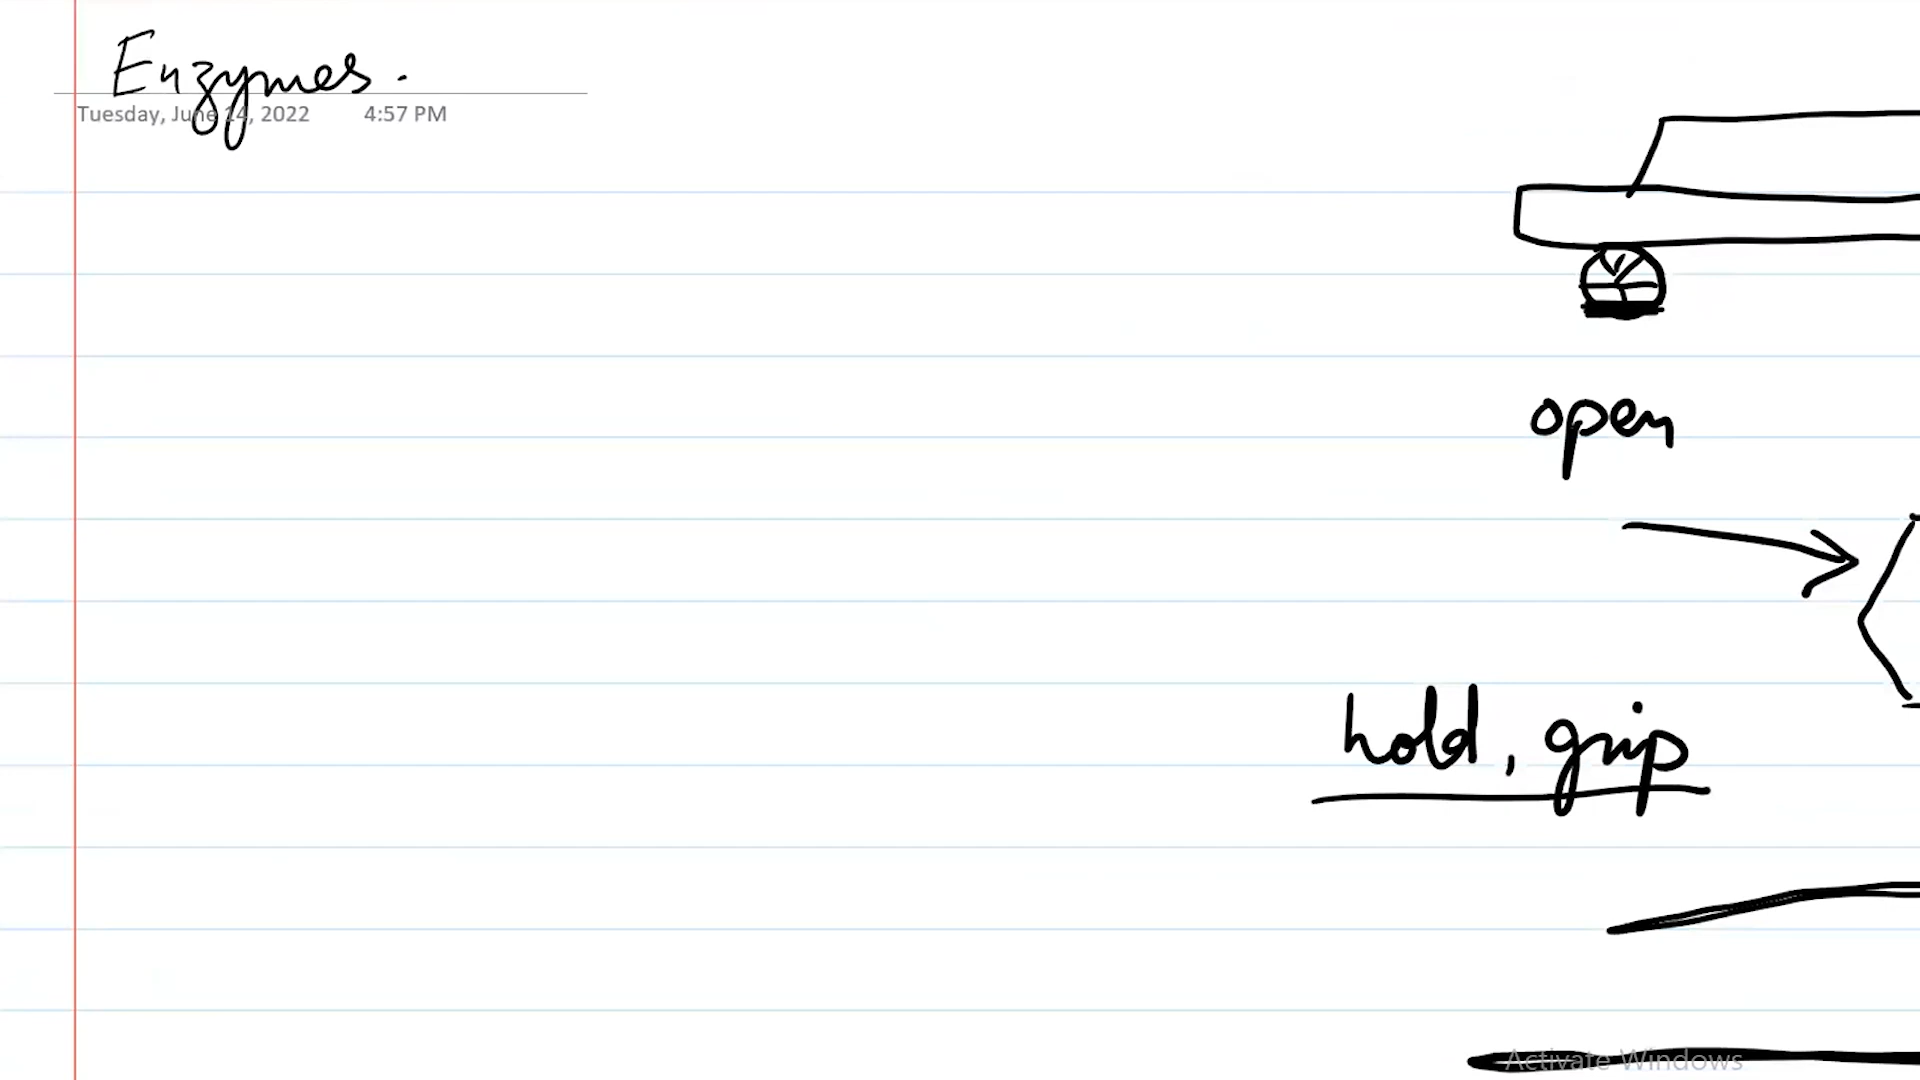 Enzymes.
Tuesday, June 14, 2022 4:57 PM
open
hold, grip
Activate Windows